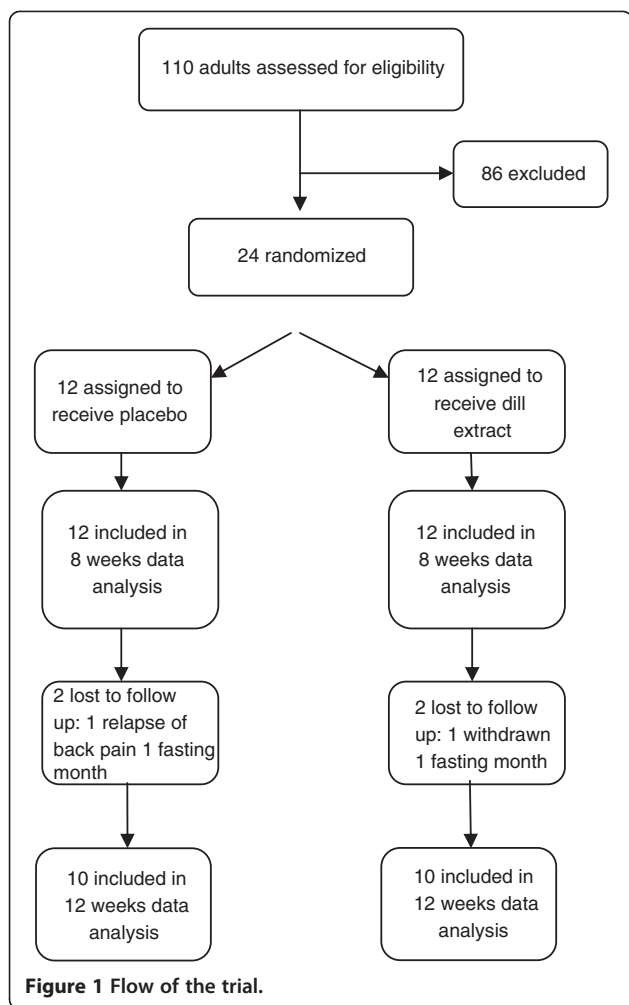 110 adults assessed for eligibility
86 excluded
24 randomized
12 assigned to
receive placebo
12 assigned to
receive dill
extract
12 included in
8 weeks data
analysis
12 included in
8 weeks data
analysis
2 lost to follow
up: 1 relapse of
back pain 1 fasting
month
2 lost to follow
up: 1 withdrawn
1 fasting month
10 included in
12 weeks data
analysis
10 included in
12 weeks data
analysis
Figure 1 Flow of the trial.